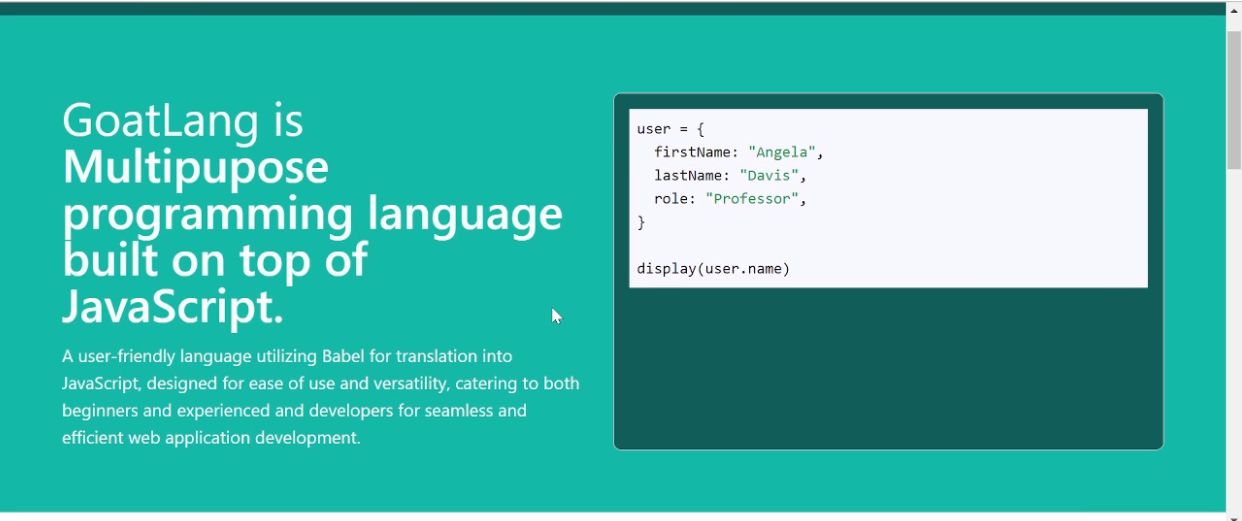 GoatLang is
Multipupose
programming language
built on top of
JavaScript.
A user-friendly language utilizing Babel for translation into
JavaScript, designed for ease of use and versatility, catering to both
beginners and experienced and developers for seamless and
efficient web application development.
user = {
  firstName: "Angela",
  lastName: "Davis",
  role: "Professor",
}
display(user.name)